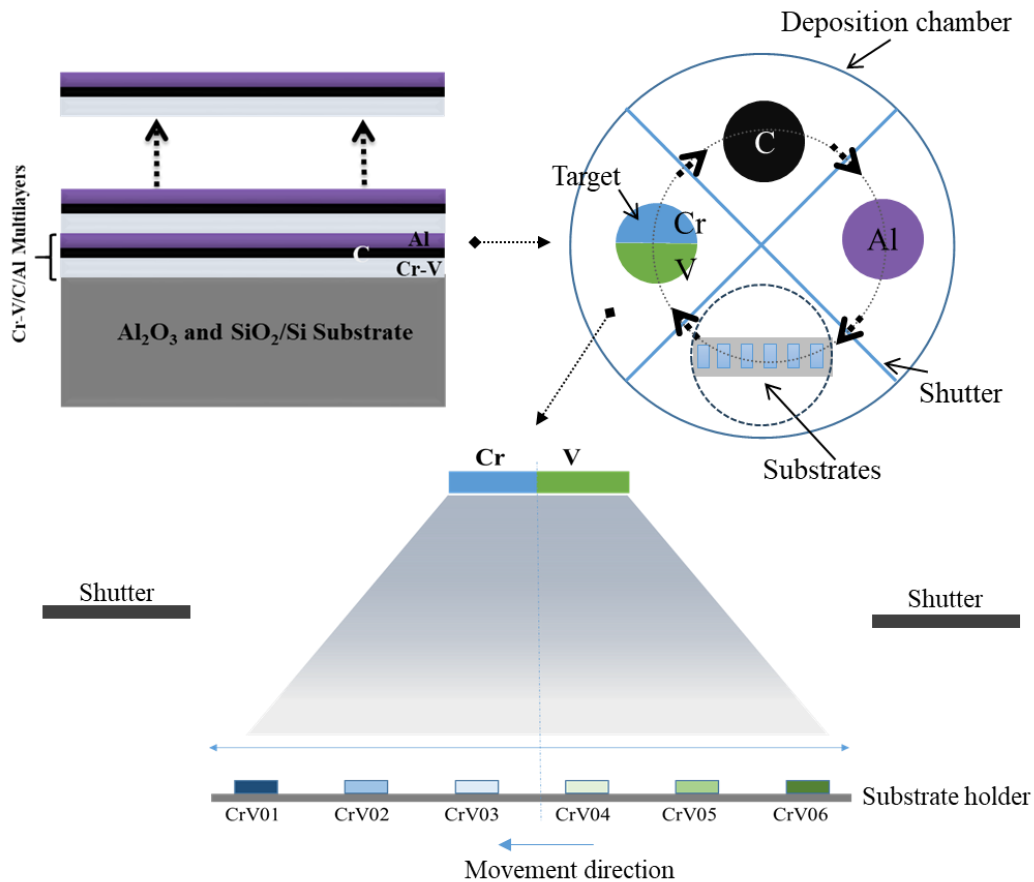 Cr-V/C/Al Multilayers
Al
C
Cr-V
Al₂O₃ and SiO₂/Si Substrate
Deposition chamber
C
Target
Cr
V
Al
Shutter
Substrates
Cr V
Shutter
Shutter
Substrate holder
CrV01 CrV02 CrV03 CrV04 CrV05 CrV06
Movement direction